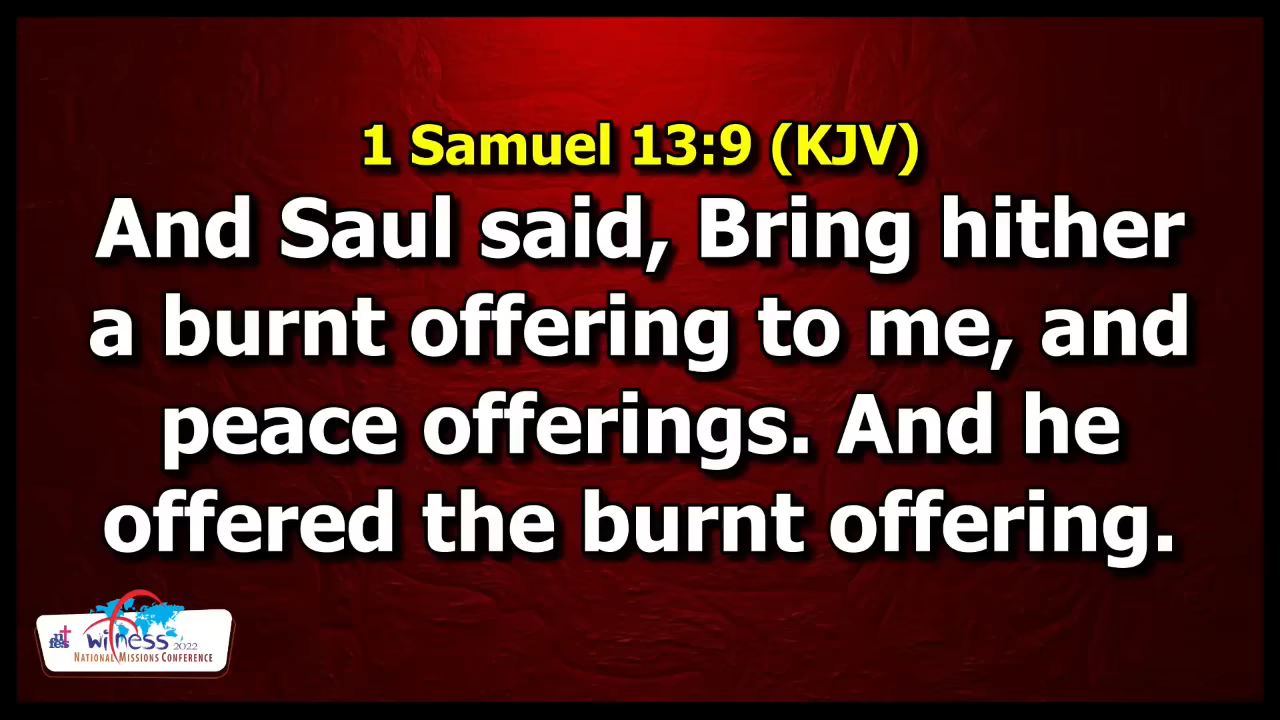 1 Samuel 13:9 (KJV)
And Saul said, Bring hither
a burnt offering to me, and
peace offerings. And he
offered the burnt offering.
nifes
witness 2022
National Missions Conference